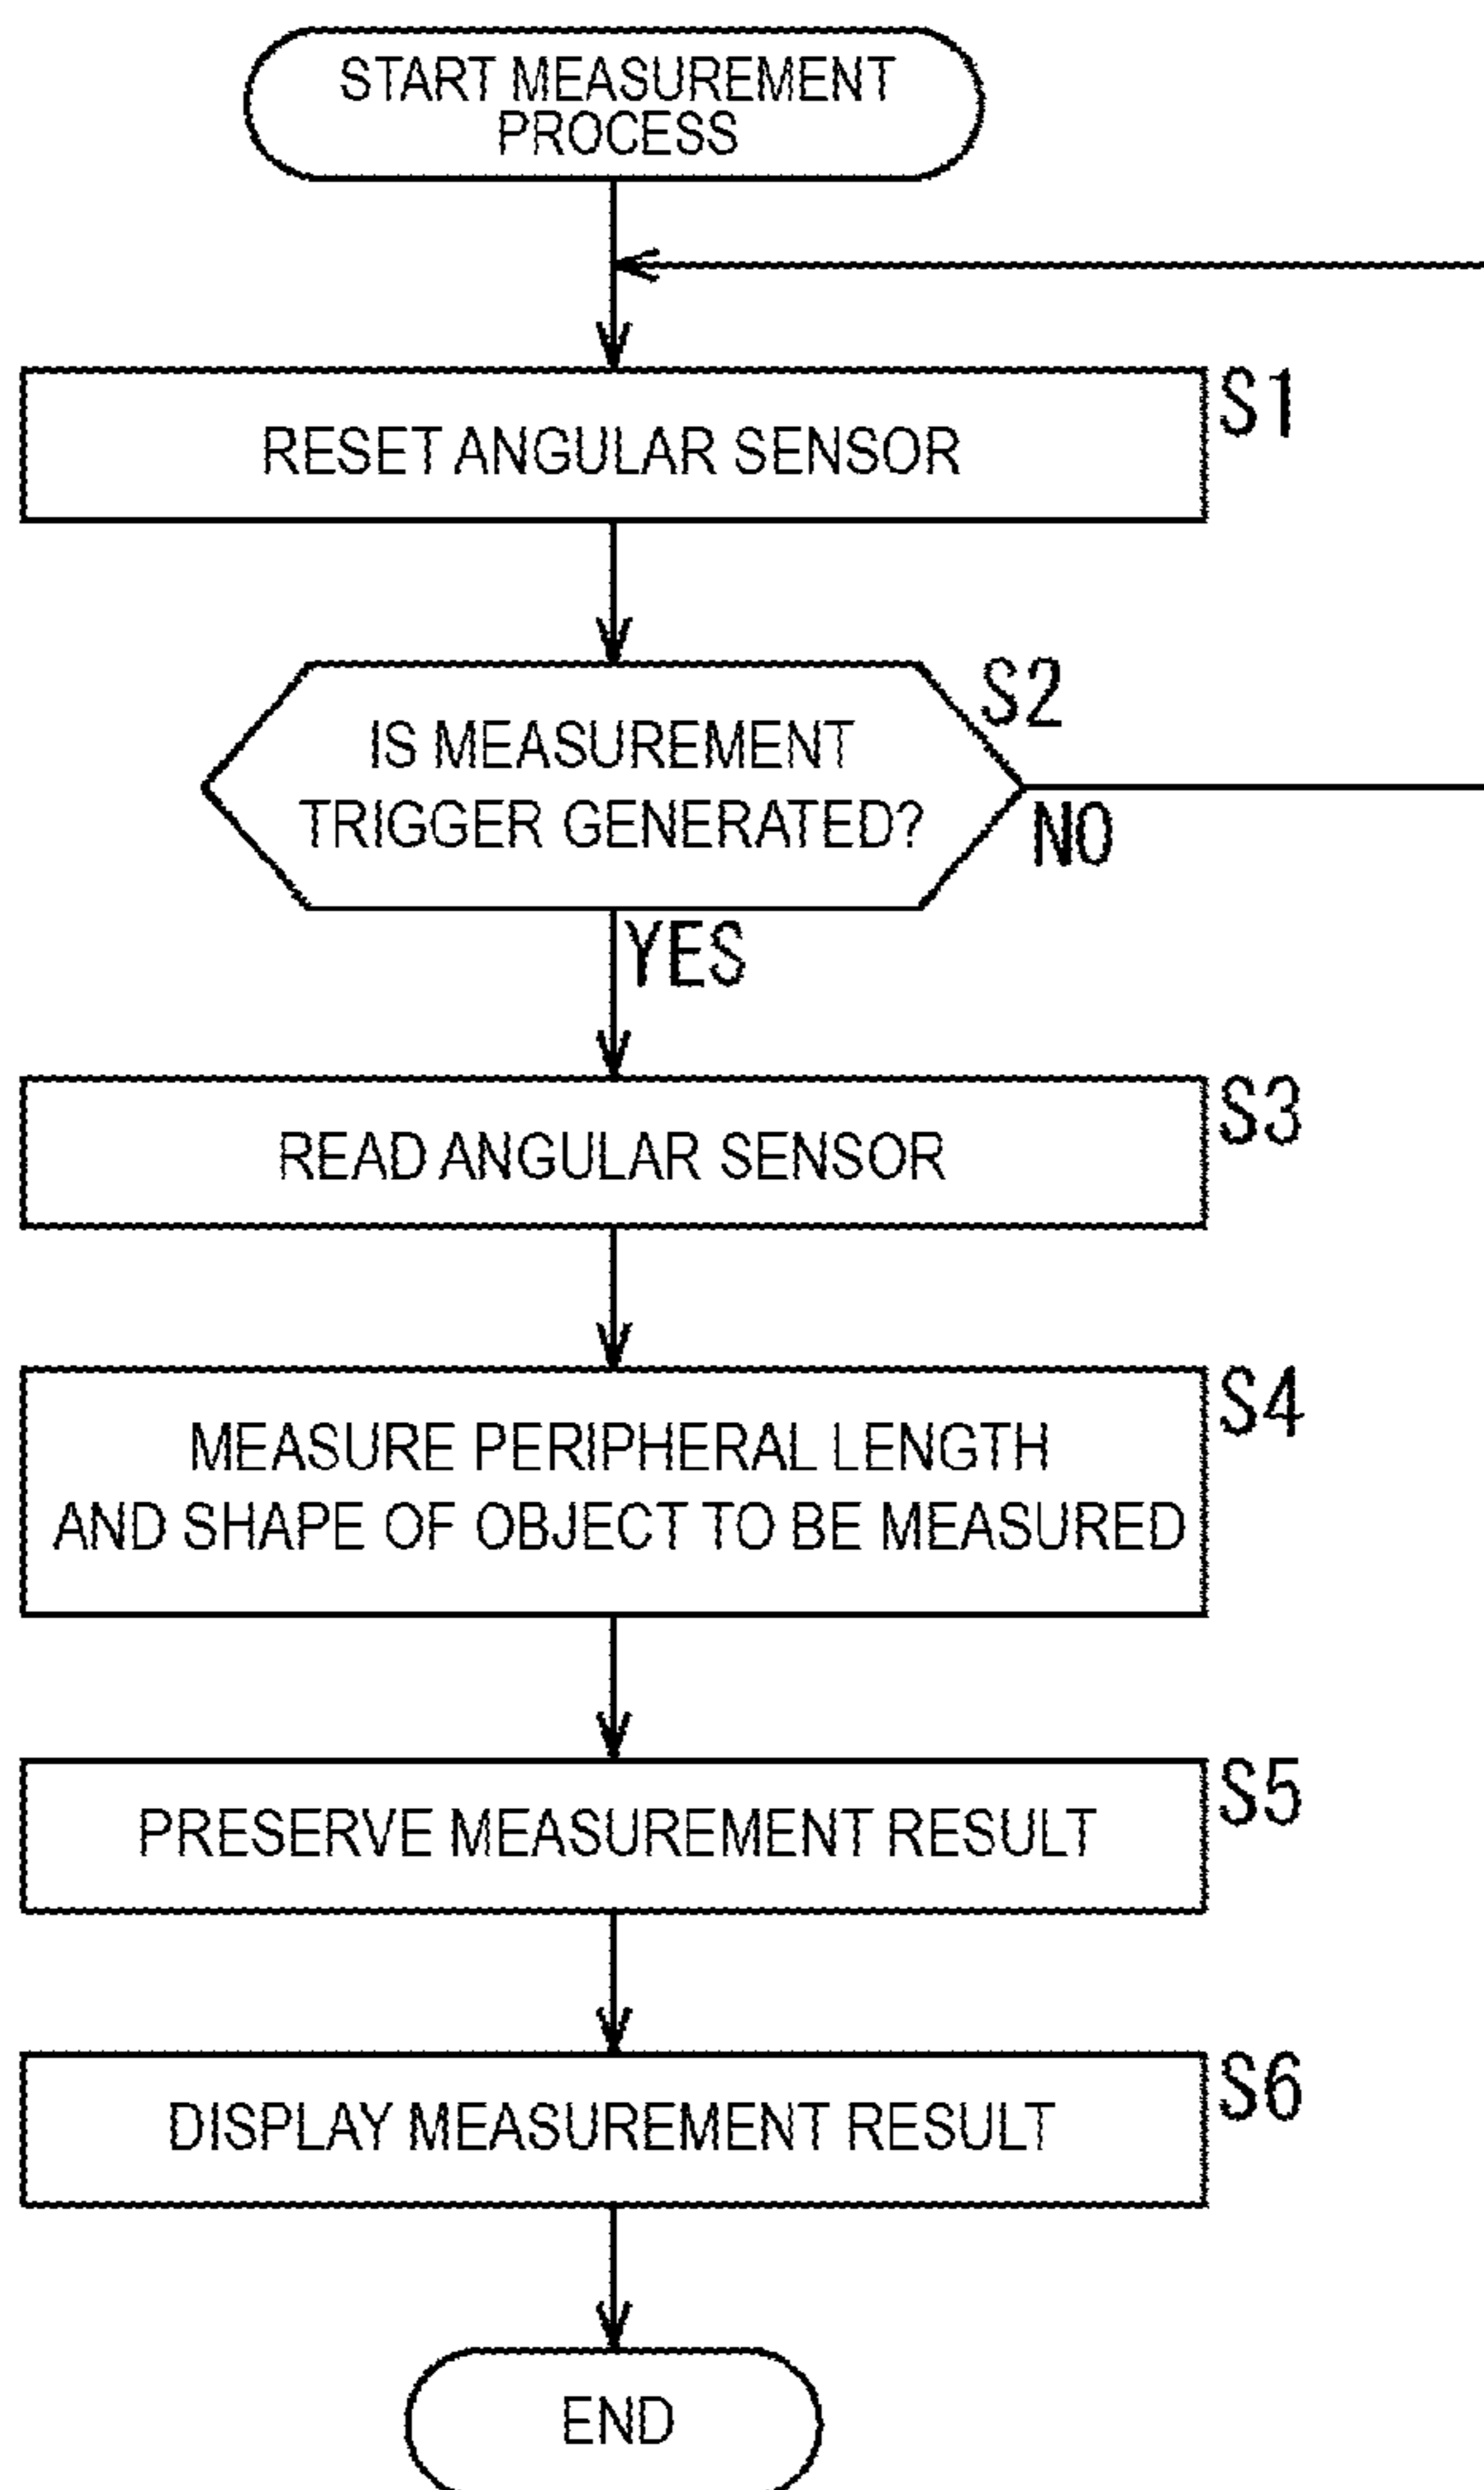 START MEASUREMENT
PROCESS
S1
RESET ANGULAR SENSOR
S2
IS MEASUREMENT
TRIGGER GENERATED?
NO
YES
S3
READ ANGULAR SENSOR
S4
MEASURE PERIPHERAL LENGTH
AND SHAPE OF OBJECT TO BE MEASURED
S5
PRESERVE MEASUREMENT RESULT
S6
DISPLAY MEASUREMENT RESULT
END